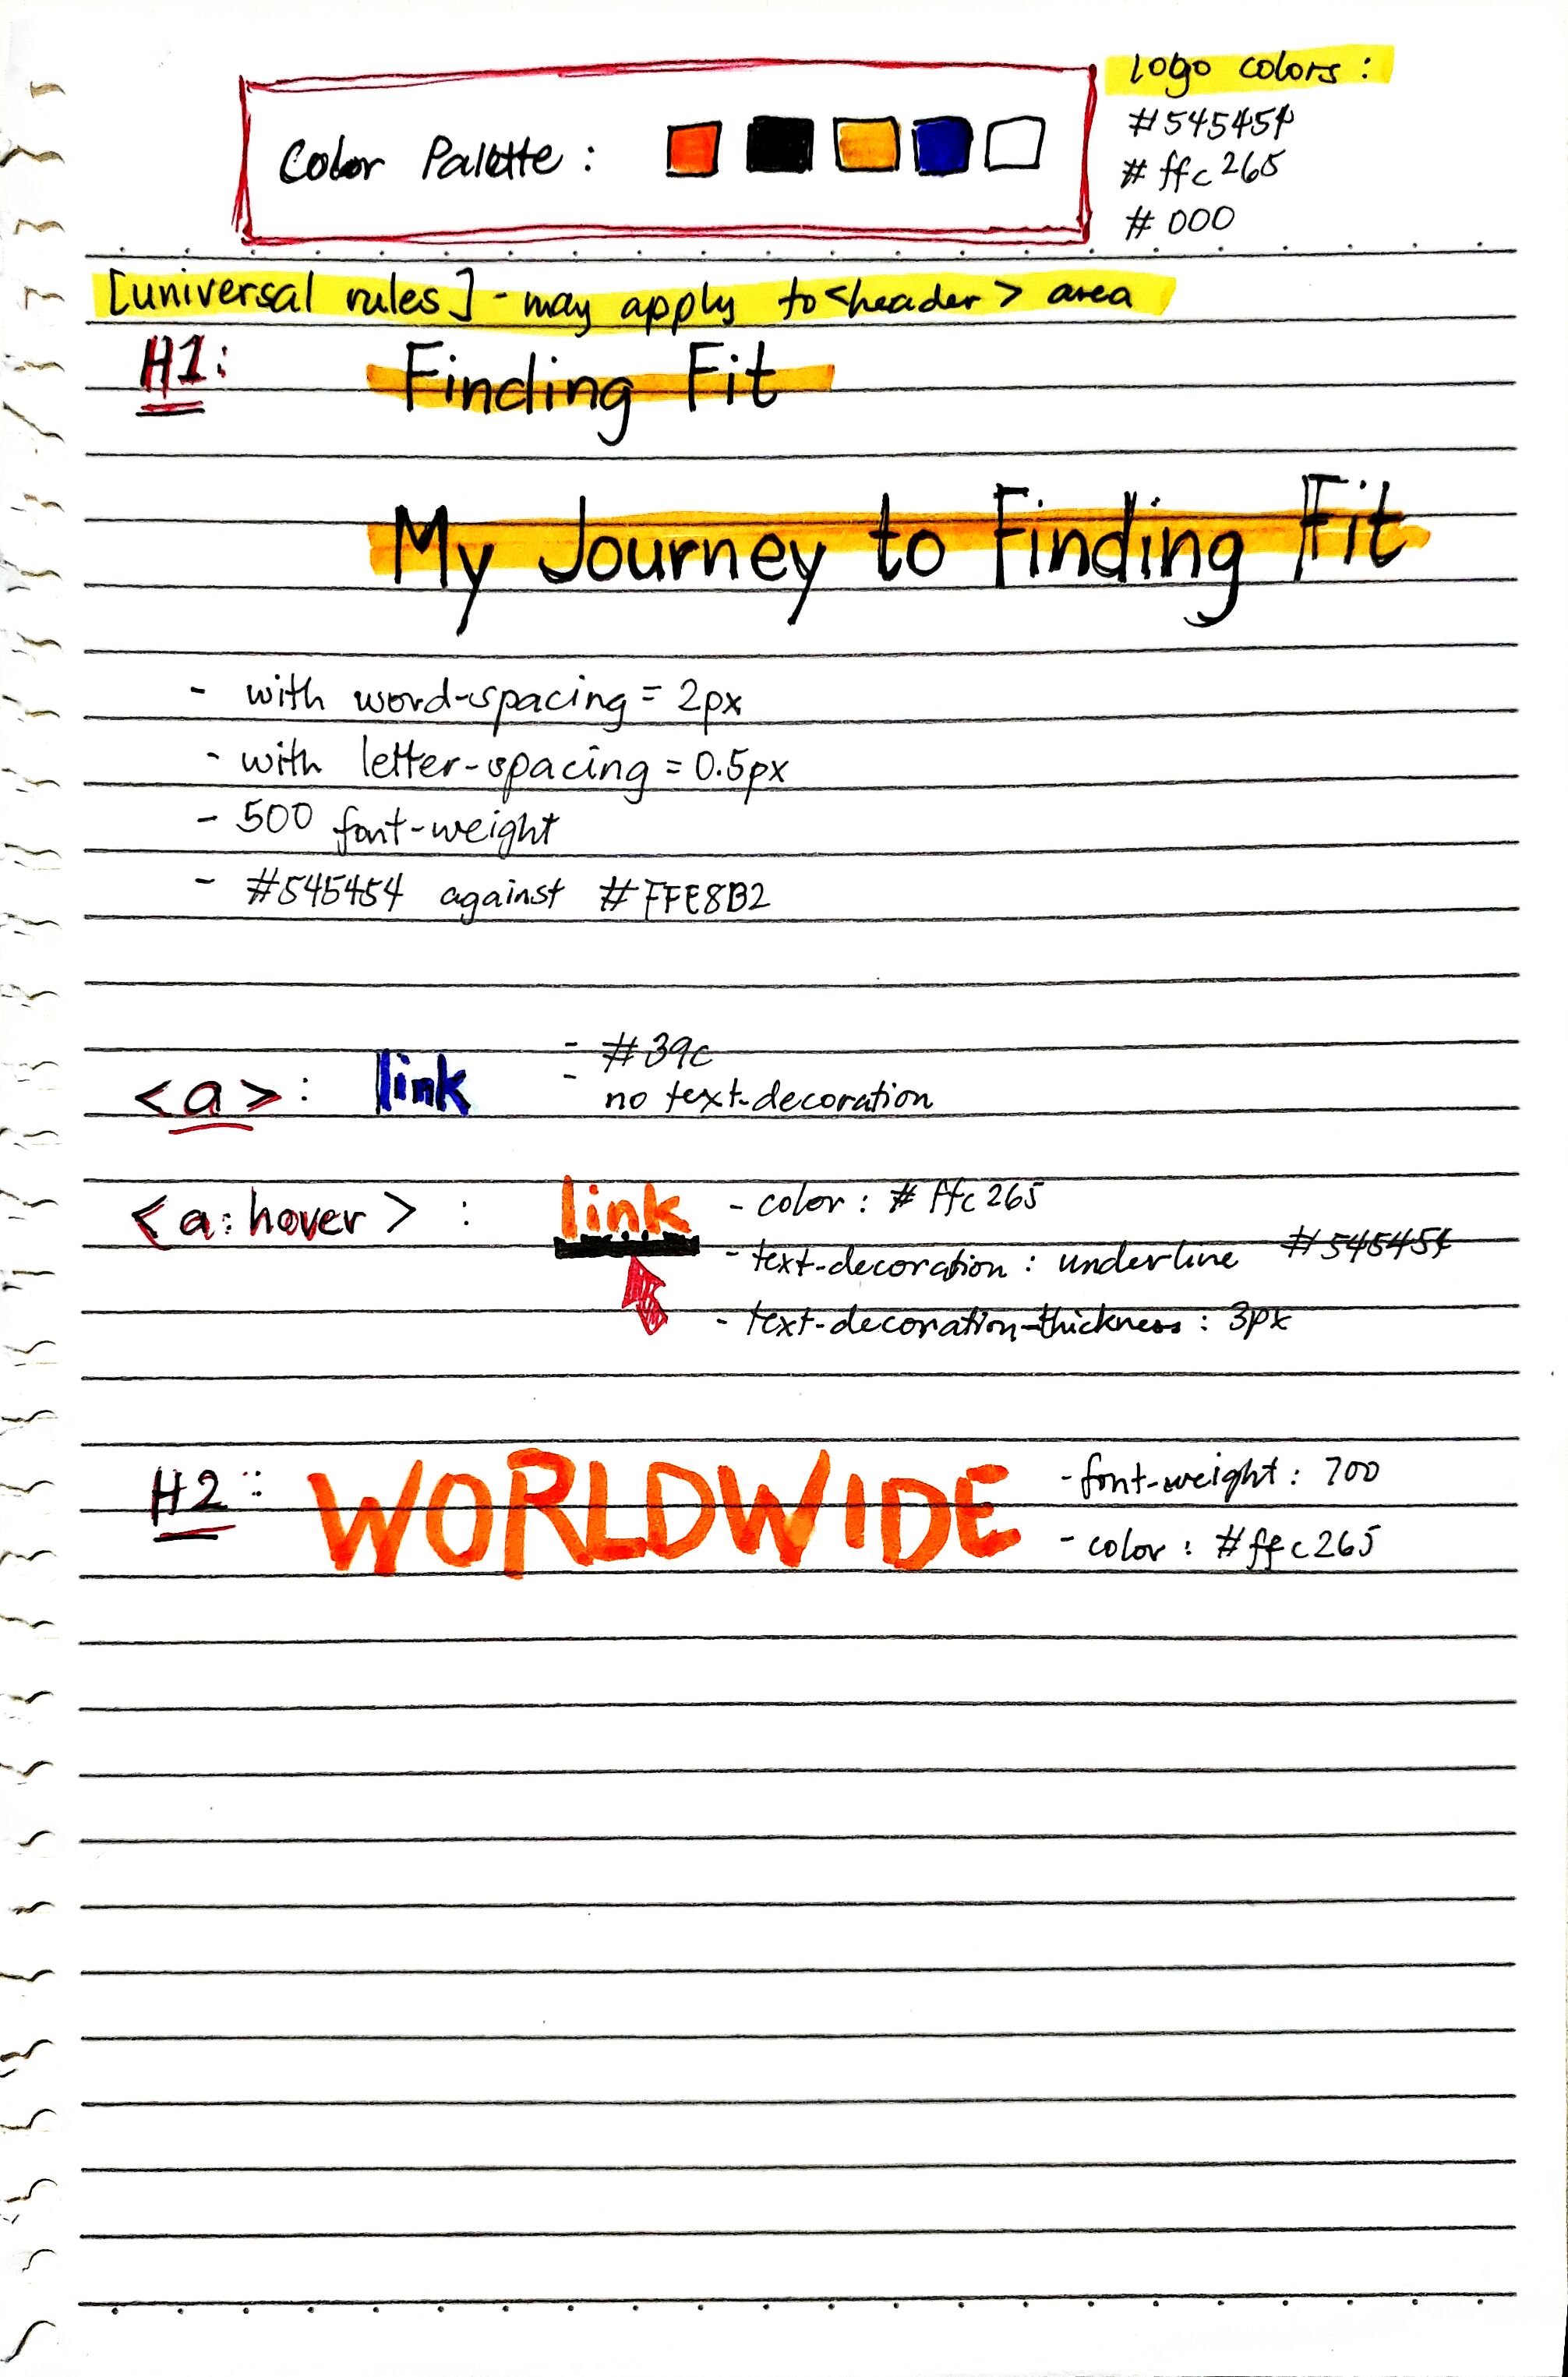 Color Palette :
logo colors :
#545454
#ffc265
#000
[universal rules] - may apply to <header> area
H1:
Finding Fit
My Journey to Finding Fit
- with word-spacing = 2px
- with letter-spacing = 0.5px
- 500 font-weight
- #545454 against #FFE8B2
<a> : link
- #39c
- no text-decoration
<a:hover> : link
- color : #ffc265
- text-decoration : underline #545454
- text-decoration-thickness : 3px
H2 : WORLDWIDE
- font-weight : 700
- color : #ffc265